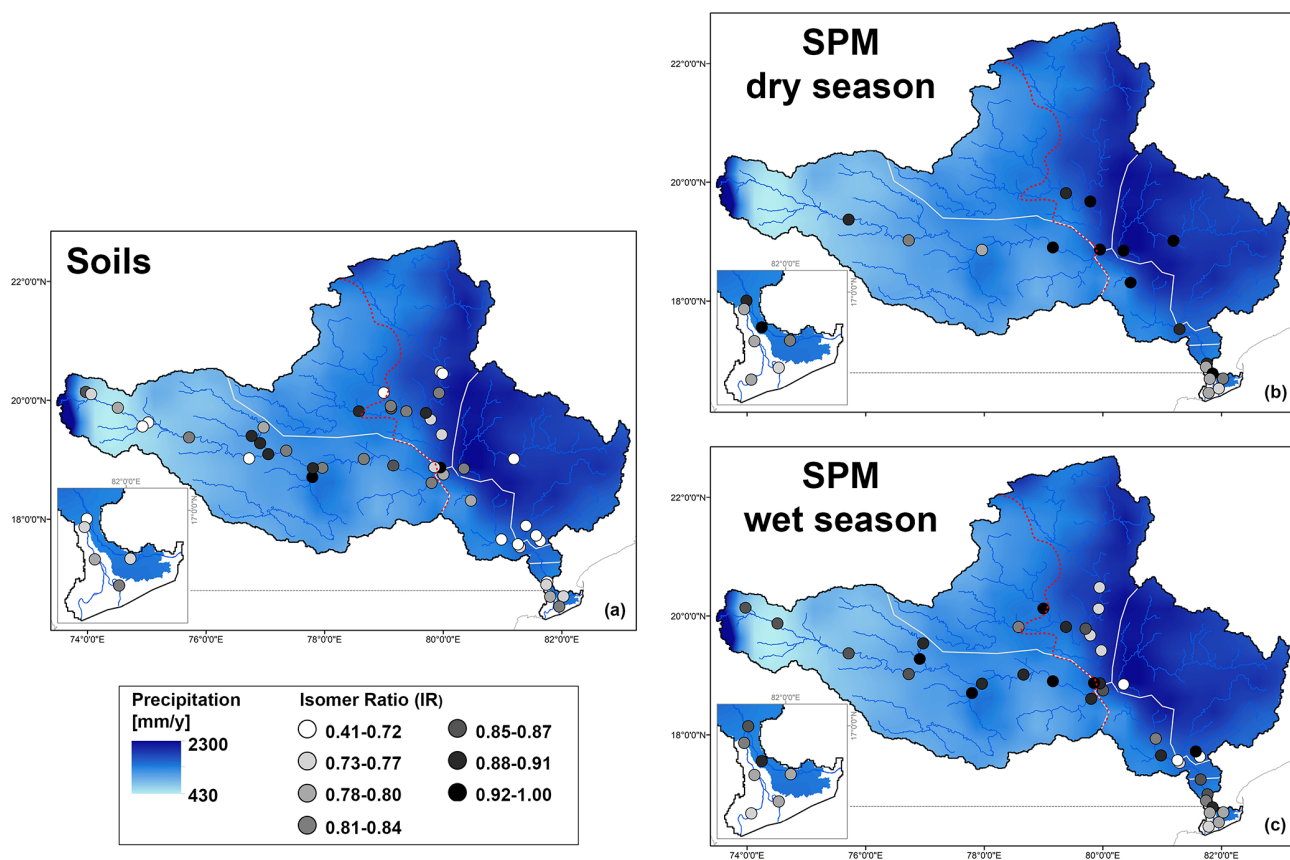 SPM
dry season
22°0'0"N
20°0'0"N
18°0'0"N
82°0'0"E
17°0'0"N
(b)
Soils
22°0'0"N
20°0'0"N
18°0'0"N
82°0'0"E
17°0'0"N
(a)
74°0'0"E
76°0'0"E
78°0'0"E
80°0'0"E
82°0'0"E
SPM
wet season
22°0'0"N
20°0'0"N
18°0'0"N
82°0'0"E
17°0'0"N
(c)
74°0'0"E
76°0'0"E
78°0'0"E
80°0'0"E
82°0'0"E
Precipitation
[mm/y]
2300
430
Isomer Ratio (IR)
0.41-0.72
0.73-0.77
0.78-0.80
0.81-0.84
0.85-0.87
0.88-0.91
0.92-1.00